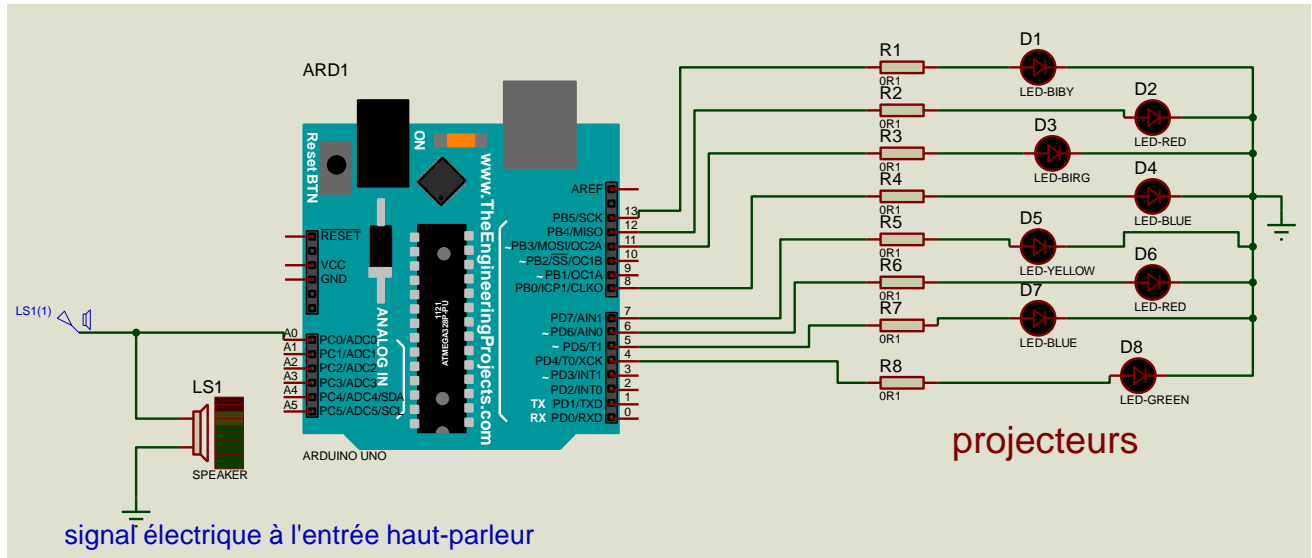 ARD1
ON
Reset BTN
www.TheEngineeringProjects.com
ANALOG IN
1121
ATMEGA328P-PU
RESET
VCC
GND
A0 PC0/ADC0
A1 PC1/ADC1
A2 PC2/ADC2
A3 PC3/ADC3
A4 PC4/ADC4/SDA
A5 PC5/ADC5/SCL
AREF
PB5/SCK 13
PB4/MISO 12
~PB3/MOSI/OC2A 11
~PB2/SS/OC1B 10
~PB1/OC1A 9
PB0/ICP1/CLKO 8
PD7/AIN1 7
~PD6/AIN0 6
~PD5/T1 5
PD4/T0/XCK 4
~PD3/INT1 3
PD2/INT0 2
TX PD1/TXD 1
RX PD0/RXD 0
ARDUINO UNO
LS1(1)
LS1
SPEAKER
signal électrique à l'entrée haut-parleur
R1
0R1
D1
LED-BIBY
R2
0R1
D2
LED-RED
R3
0R1
D3
LED-BIRG
R4
0R1
D4
LED-BLUE
R5
0R1
D5
LED-YELLOW
R6
0R1
D6
LED-RED
R7
0R1
D7
LED-BLUE
R8
0R1
D8
LED-GREEN
projecteurs